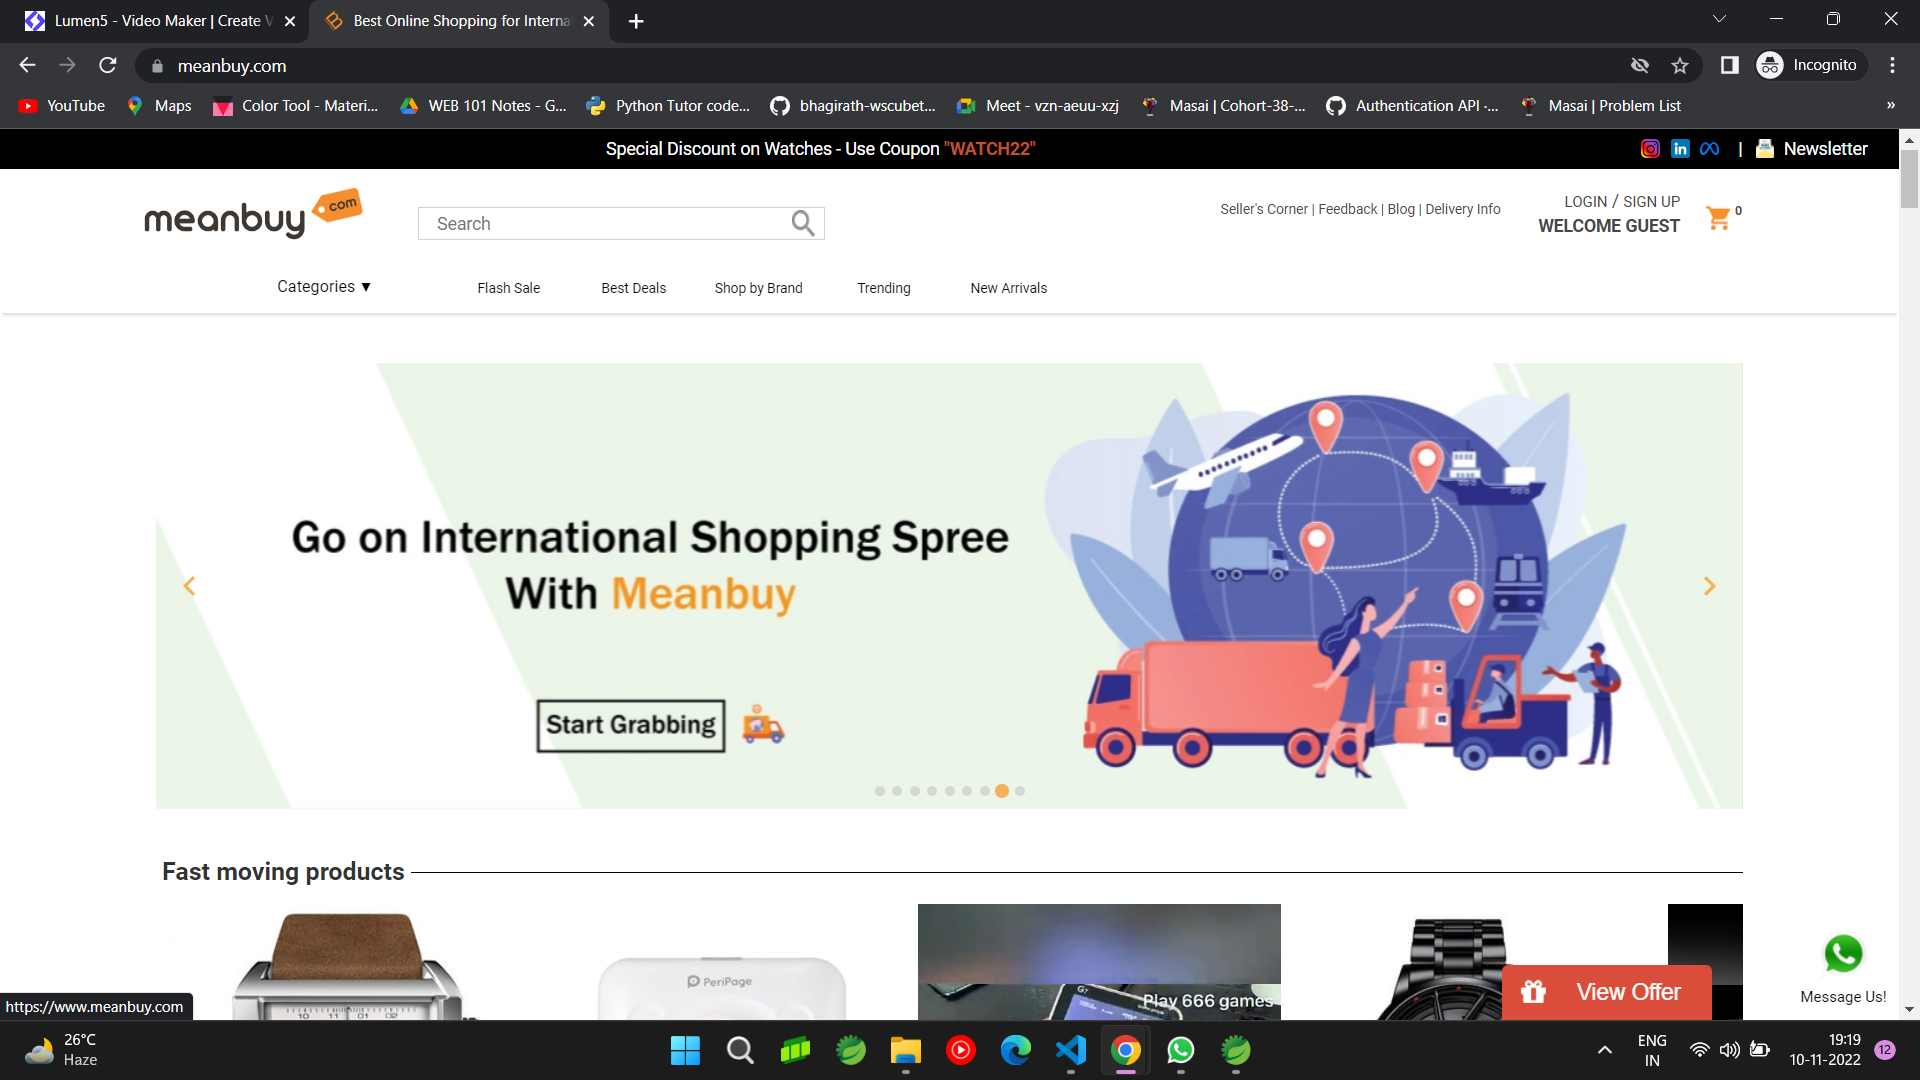 Lumen5 - Video Maker | Create V
Best Online Shopping for Interna
meanbuy.com
Incognito
YouTube
Maps
Color Tool - Materi...
WEB 101 Notes - G...
Python Tutor code...
bhagirath-wscubet...
Meet - vzn-aeuu-xzj
Masai | Cohort-38-...
Authentication API ·...
Masai | Problem List
»
Special Discount on Watches - Use Coupon "WATCH22"
| Newsletter
meanbuy com
Search
Seller's Corner | Feedback | Blog | Delivery Info
LOGIN / SIGN UP
WELCOME GUEST
0
Categories ▼
Flash Sale
Best Deals
Shop by Brand
Trending
New Arrivals
Go on International Shopping Spree
With Meanbuy
Start Grabbing
Fast moving products
10 11 01 02
PeriPage
G7
Play 666 games
View Offer
Message Us!
https://www.meanbuy.com
26°C
Haze
ENG
IN
19:19
10-11-2022
12